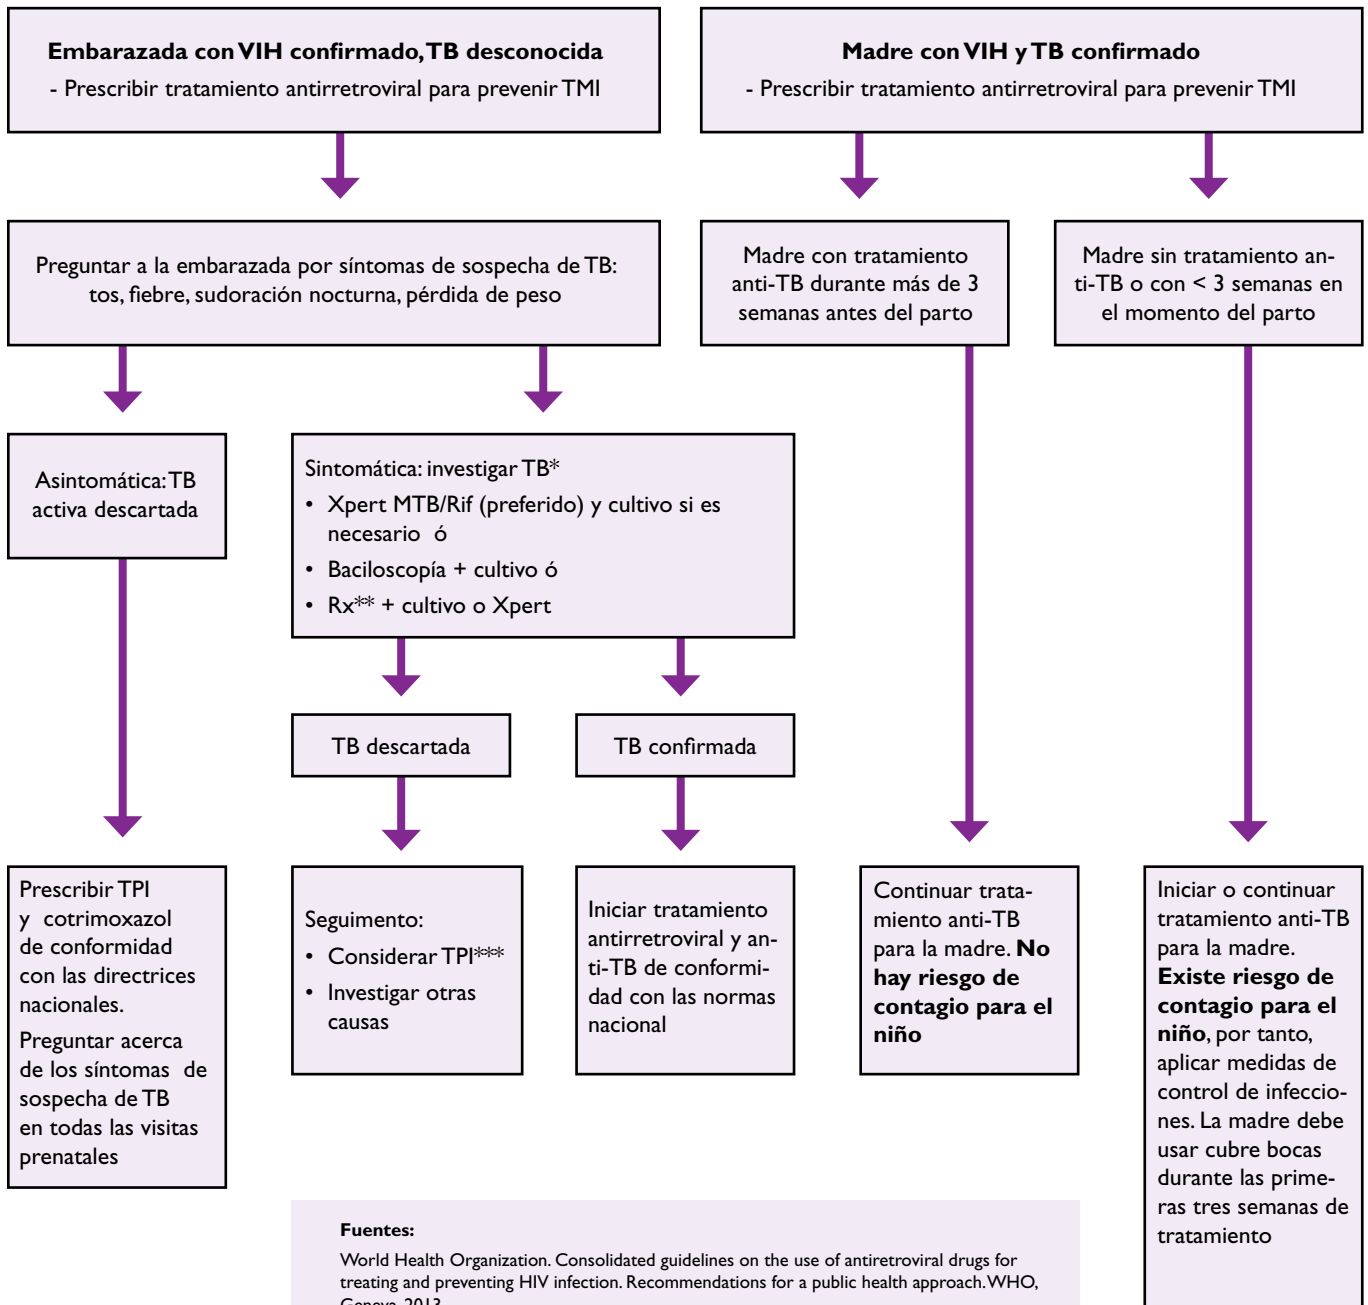 Embarazada con VIH confirmado, TB desconocida
- Prescribir tratamiento antirretroviral para prevenir TMI
Madre con VIH y TB confirmado
- Prescribir tratamiento antirretroviral para prevenir TMI
Preguntar a la embarazada por síntomas de sospecha de TB:
tos, fiebre, sudoración nocturna, pérdida de peso
Madre con tratamiento
anti-TB durante más de 3
semanas antes del parto
Madre sin tratamiento an-
ti-TB o con < 3 semanas en
el momento del parto
Asintomática: TB
activa descartada
Sintomática: investigar TB*
• Xpert MTB/Rif (preferido) y cultivo si es
necesario ó
• Baciloscopía + cultivo ó
• Rx** + cultivo o Xpert
TB descartada
TB confirmada
Prescribir TPI
y cotrimoxazol
de conformidad
con las directrices
nacionales.
Preguntar acerca
de los síntomas de
sospecha de TB
en todas las visitas
prenatales
Seguimento:
• Considerar TPI***
• Investigar otras
causas
Iniciar tratamiento
antirretroviral y an-
ti-TB de conformi-
dad con las normas
nacional
Continuar trata-
miento anti-TB
para la madre. No
hay riesgo de
contagio para el
niño
Iniciar o continuar
tratamiento anti-TB
para la madre.
Existe riesgo de
contagio para el
niño, por tanto,
aplicar medidas de
control de infeccio-
nes. La madre debe
usar cubre bocas
durante las prime-
ras tres semanas de
tratamiento
Fuentes:
World Health Organization. Consolidated guidelines on the use of antiretroviral drugs for
treating and preventing HIV infection. Recommendations for a public health approach. WHO,
Geneva, 2013